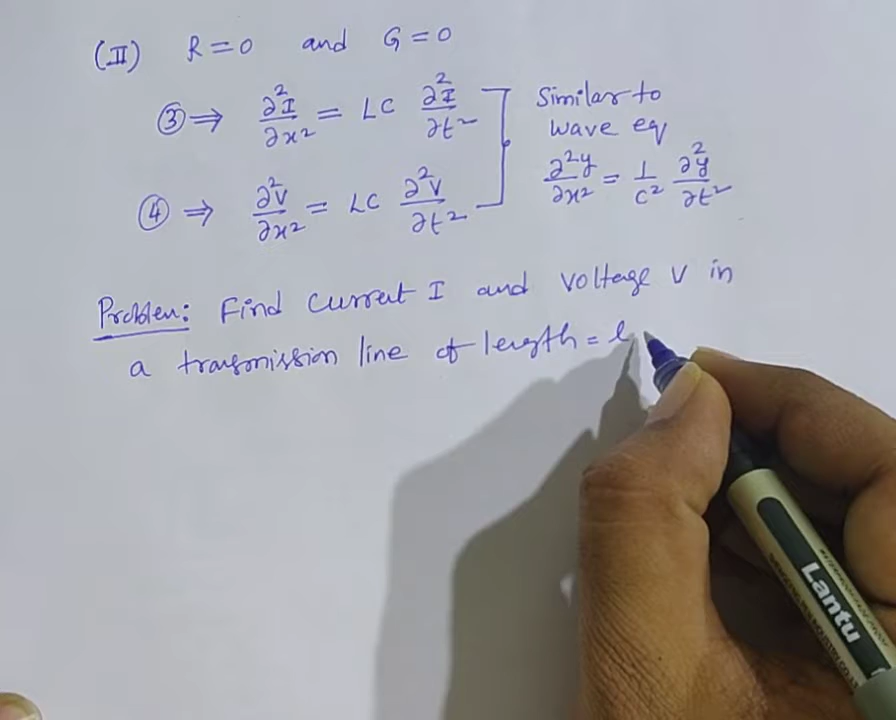 (II) R = 0 and G = 0
③ ⇒ ∂²I/∂x² = LC ∂²I/∂t²
Similar to
wave eq
∂²y/∂x² = 1/c² ∂²y/∂t²
④ ⇒ ∂²V/∂x² = LC ∂²V/∂t²
Problem: Find current I and voltage V in
a transmission line of length = l
Lantu